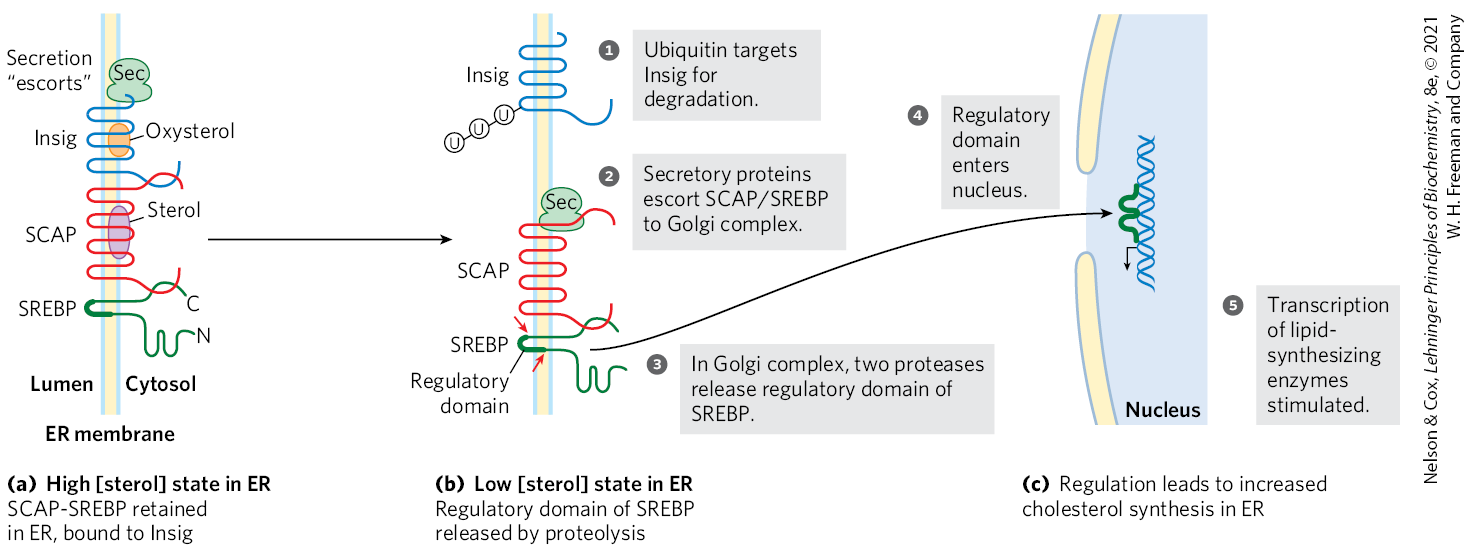 Secretion
“escorts”
Sec
Insig
Oxysterol
Sterol
SCAP
SREBP
C
N
Lumen
Cytosol
ER membrane
(a) High [sterol] state in ER
SCAP-SREBP retained
in ER, bound to Insig
Insig
U
U
U
1
Ubiquitin targets
Insig for
degradation.
2
Secretory proteins
escort SCAP/SREBP
to Golgi complex.
Sec
SCAP
SREBP
Regulatory
domain
3
In Golgi complex, two proteases
release regulatory domain of
SREBP.
(b) Low [sterol] state in ER
Regulatory domain of SREBP
released by proteolysis
4
Regulatory
domain
enters
nucleus.
Nucleus
5
Transcription
of lipid-
synthesizing
enzymes
stimulated.
(c) Regulation leads to increased
cholesterol synthesis in ER
Nelson & Cox, Lehninger Principles of Biochemistry, 8e, © 2021
W. H. Freeman and Company